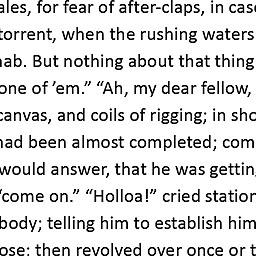 ales, for fear of after-claps, in cas
torrent, when the rushing waters
hab. But nothing about that thing
one of ’em.” “Ah, my dear fellow,
canvas, and coils of rigging; in sho
had been almost completed; com
would answer, that he was getting
“come on.” “Holloa!” cried station
body; telling him to establish him
ose: then revolved over once or t